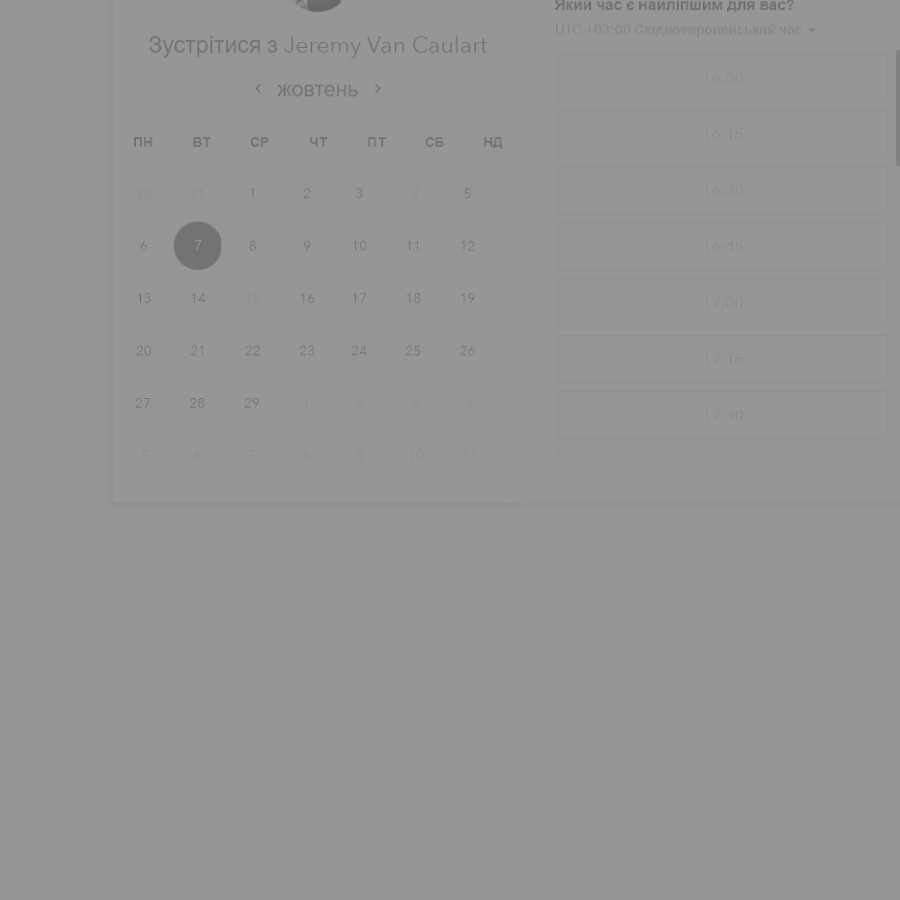 Зустрітися з Jeremy Van Caulart
‹ жовтень ›
ПН ВТ СР ЧТ ПТ СБ НД
30 31 1 2 3 4 5
6 7 8 9 10 11 12
13 14 15 16 17 18 19
20 21 22 23 24 25 26
27 28 29 1 2 3 4
5 6 7 8 9 10 11
Який час є найліпшим для вас?
UTC +03:00 Східноєвропейський час
16:00
16:15
16:30
16:45
17:00
17:15
17:30